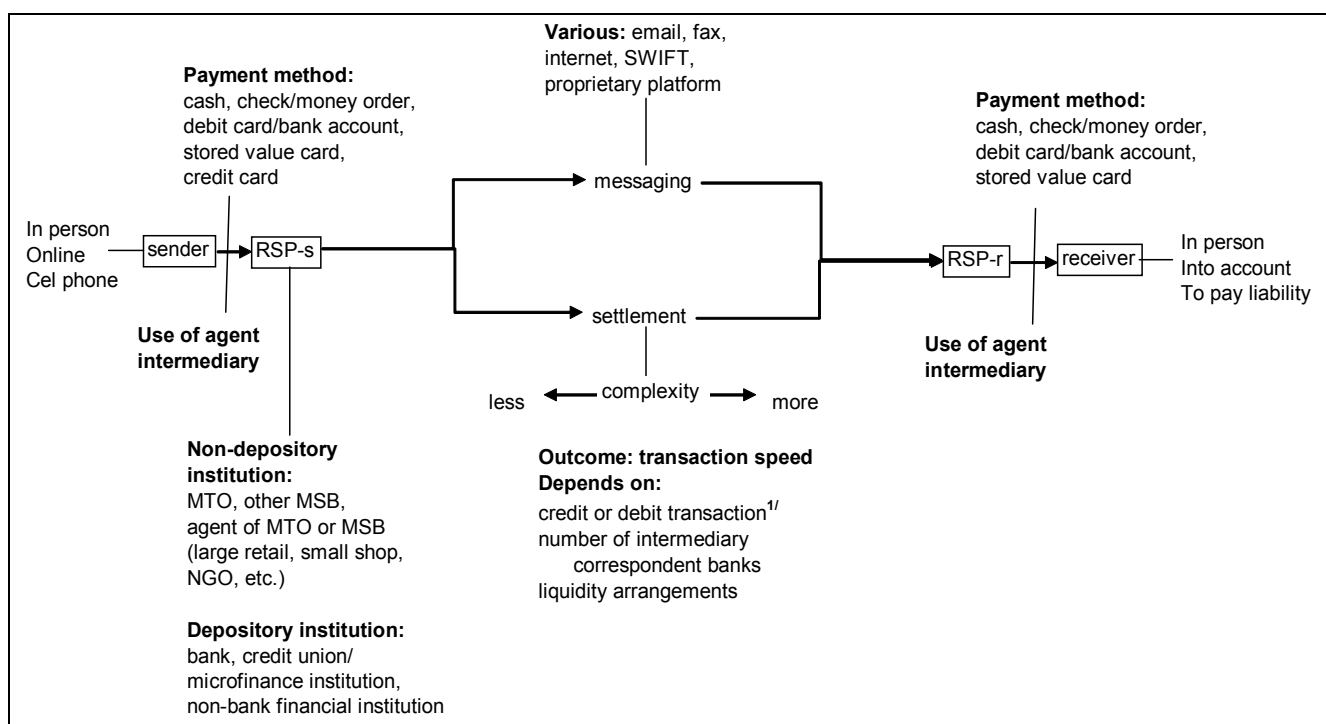 Various: email, fax,
internet, SWIFT,
proprietary platform
Payment method:
cash, check/money order,
debit card/bank account,
stored value card,
credit card
Payment method:
cash, check/money order,
debit card/bank account,
stored value card
messaging
In person
Online
Cel phone
sender
RSP-s
RSP-r
receiver
In person
Into account
To pay liability
Use of agent
intermediary
settlement
Use of agent
intermediary
less
complexity
more
Non-depository
institution:
MTO, other MSB,
agent of MTO or MSB
(large retail, small shop,
NGO, etc.)
Outcome: transaction speed
Depends on:
credit or debit transaction1/
number of intermediary
correspondent banks
liquidity arrangements
Depository institution:
bank, credit union/
microfinance institution,
non-bank financial institution